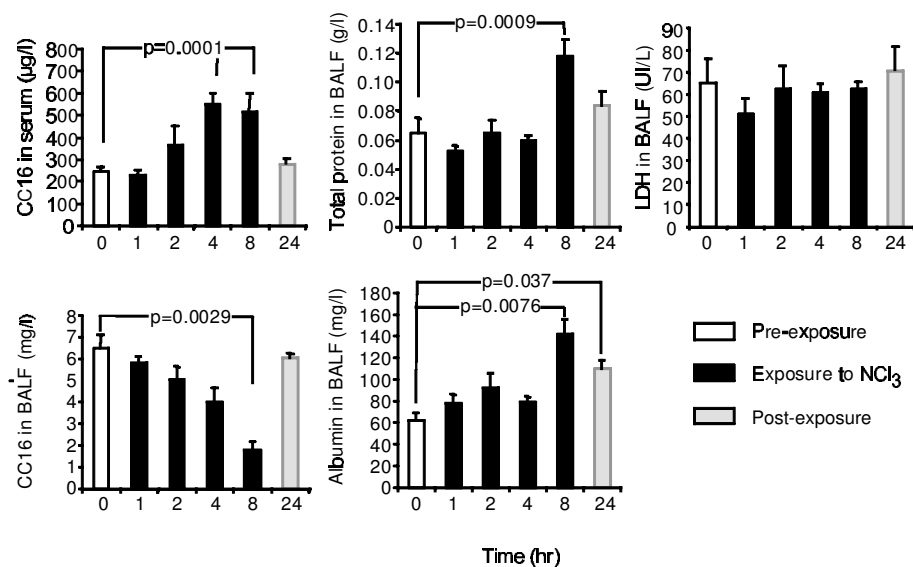 CC16 in serum (µg/l)
800
700
600
500
400
300
200
100
0
p=0.0001
0 1 2 4 8 24
Total protein in BALF (g/l)
0.14
0.12
0.10
0.08
0.06
0.04
0.02
0
p=0.0009
0 1 2 4 8 24
LDH in BALF (UI/L)
90
80
70
60
50
40
30
20
10
0
0 1 2 4 8 24
CC16 in BALF (mg/l)
8
7
6
5
4
3
2
1
0
p=0.0029
0 1 2 4 8 24
Albumin in BALF (mg/l)
180
160
140
120
100
80
60
40
20
0
p=0.037
p=0.0076
0 1 2 4 8 24
Pre-exposure
Exposure to NCl3
Post-exposure
Time (hr)